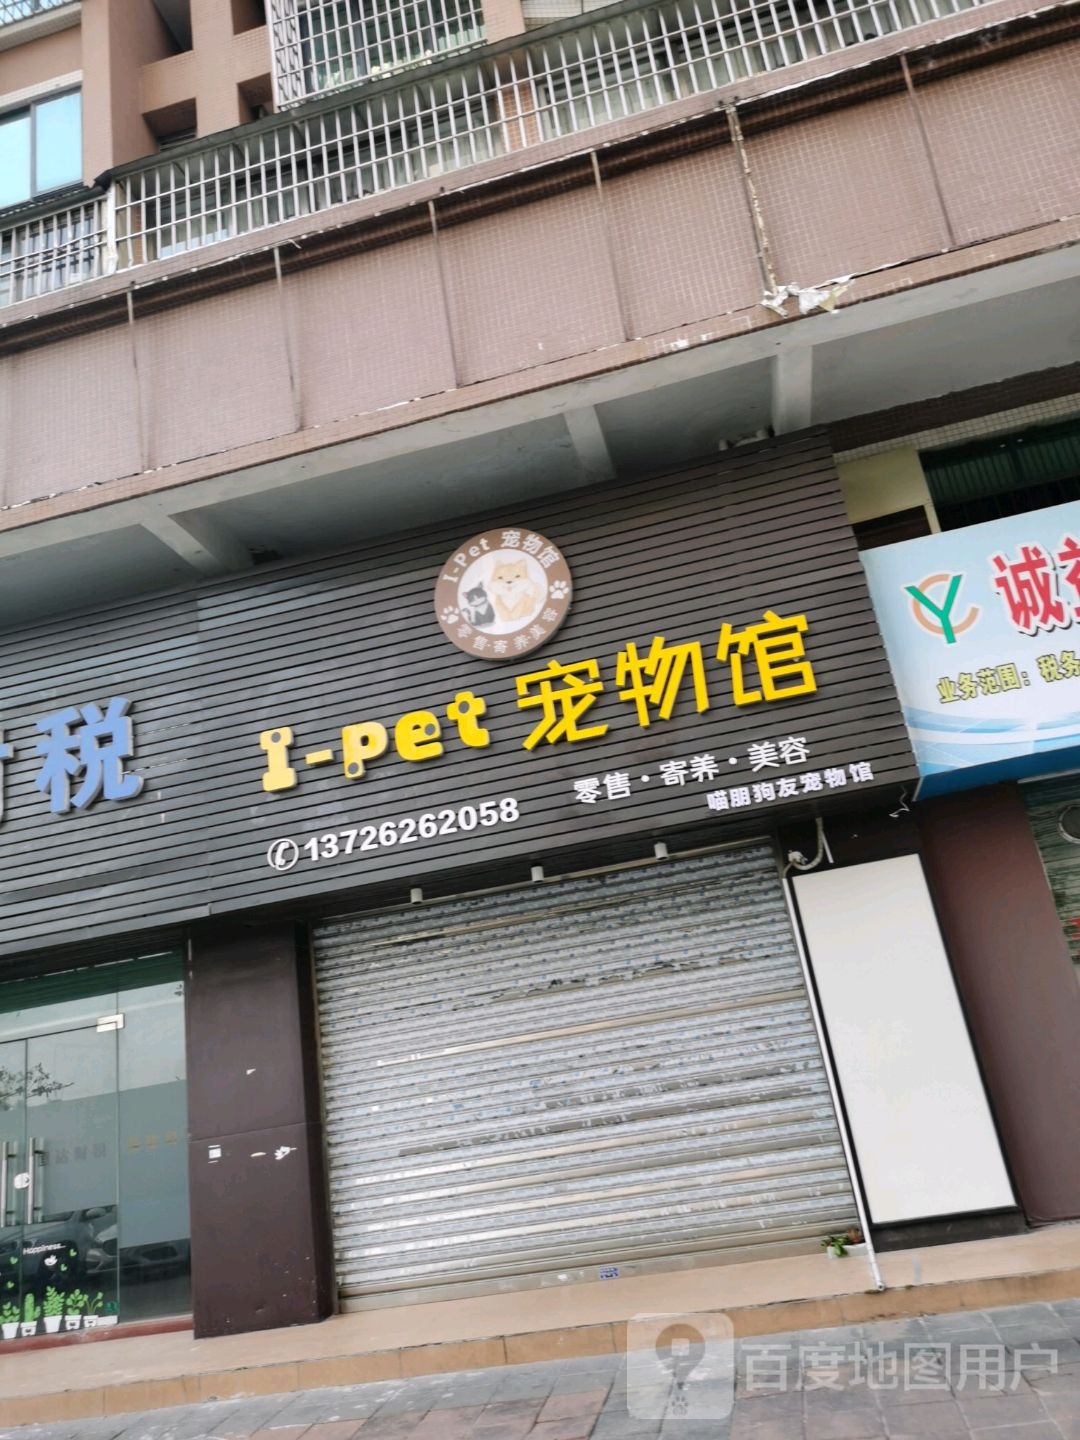 I-Pet 宠物馆
零售·寄养·美容
税
I-Pet 宠物馆
13726262058
零售·寄养·美容
喵朋狗友宠物馆
诚益
业务范围：税务
Happiness...
百度地图用户